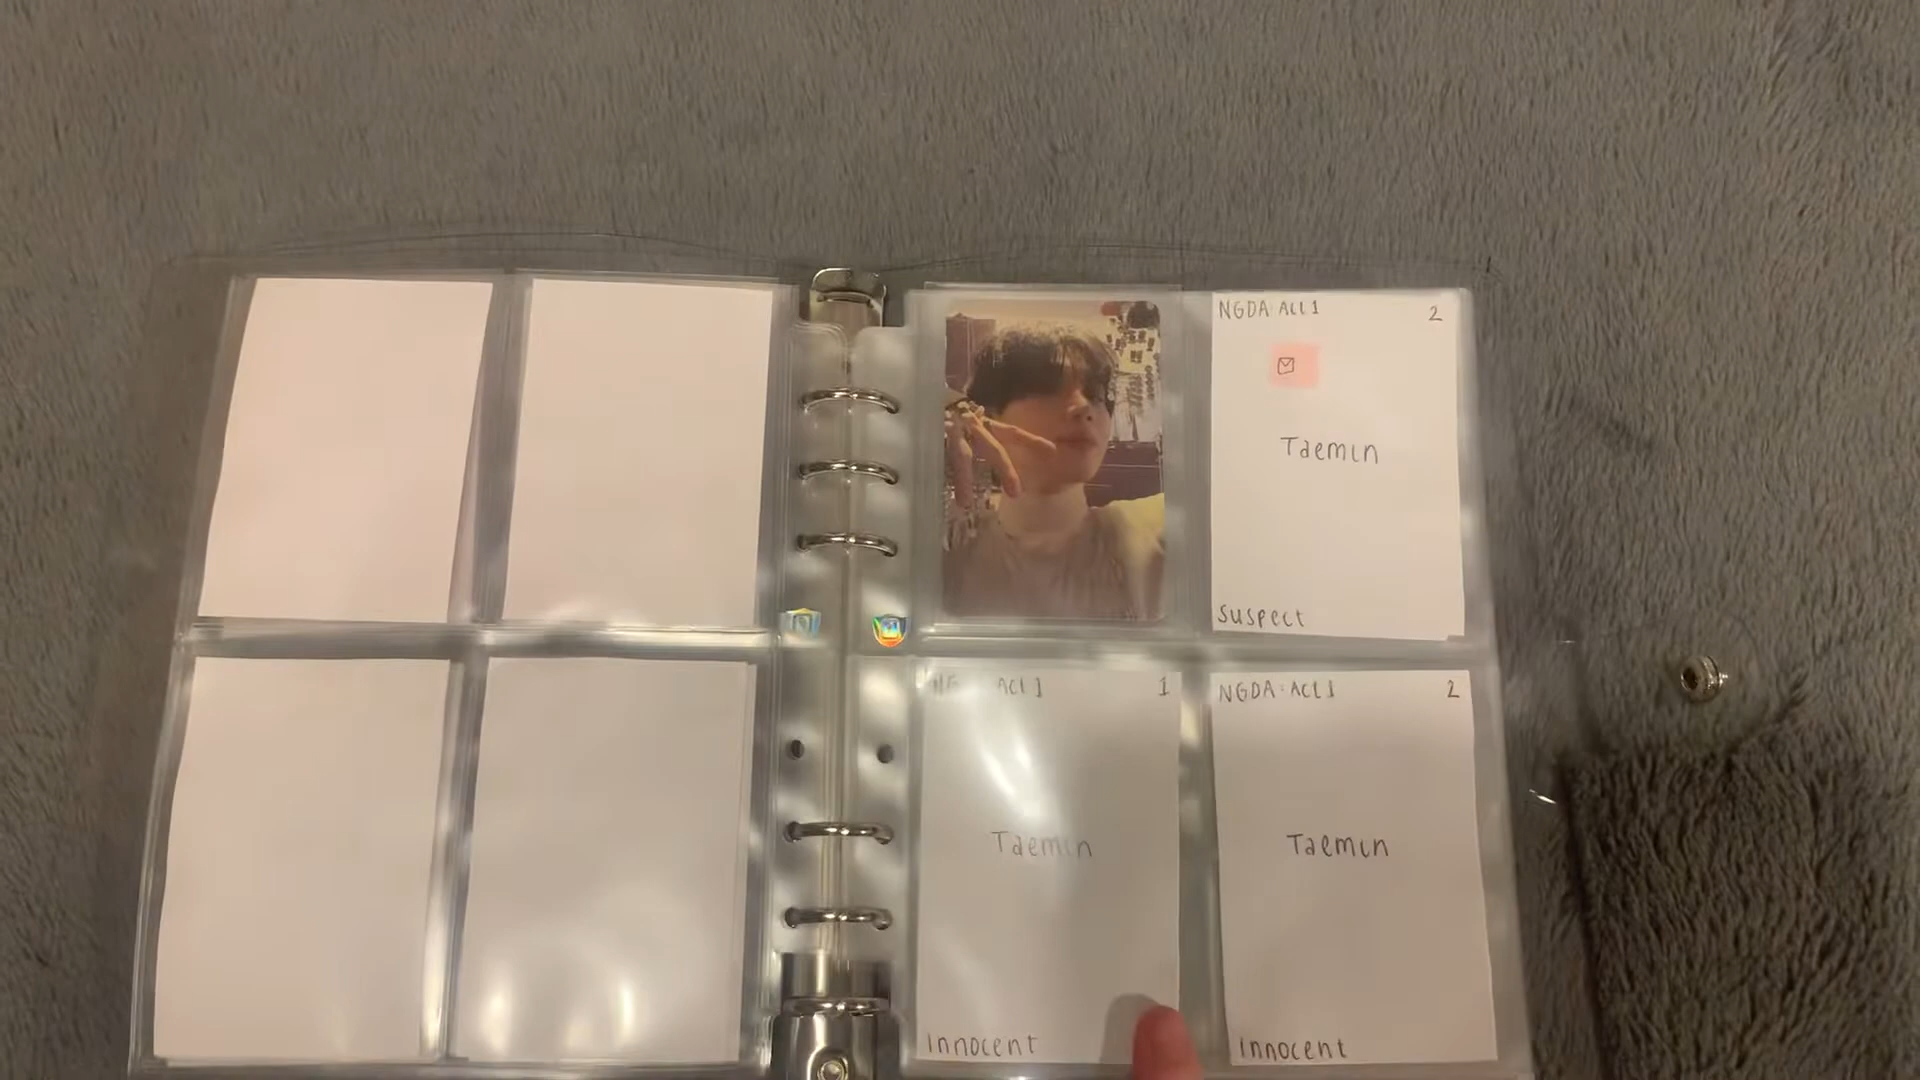 NGDA: ACT 1 2
Taemin
Suspect
ACT 1 1
Taemin
Innocent
NGDA: ACT 1 2
Taemin
Innocent